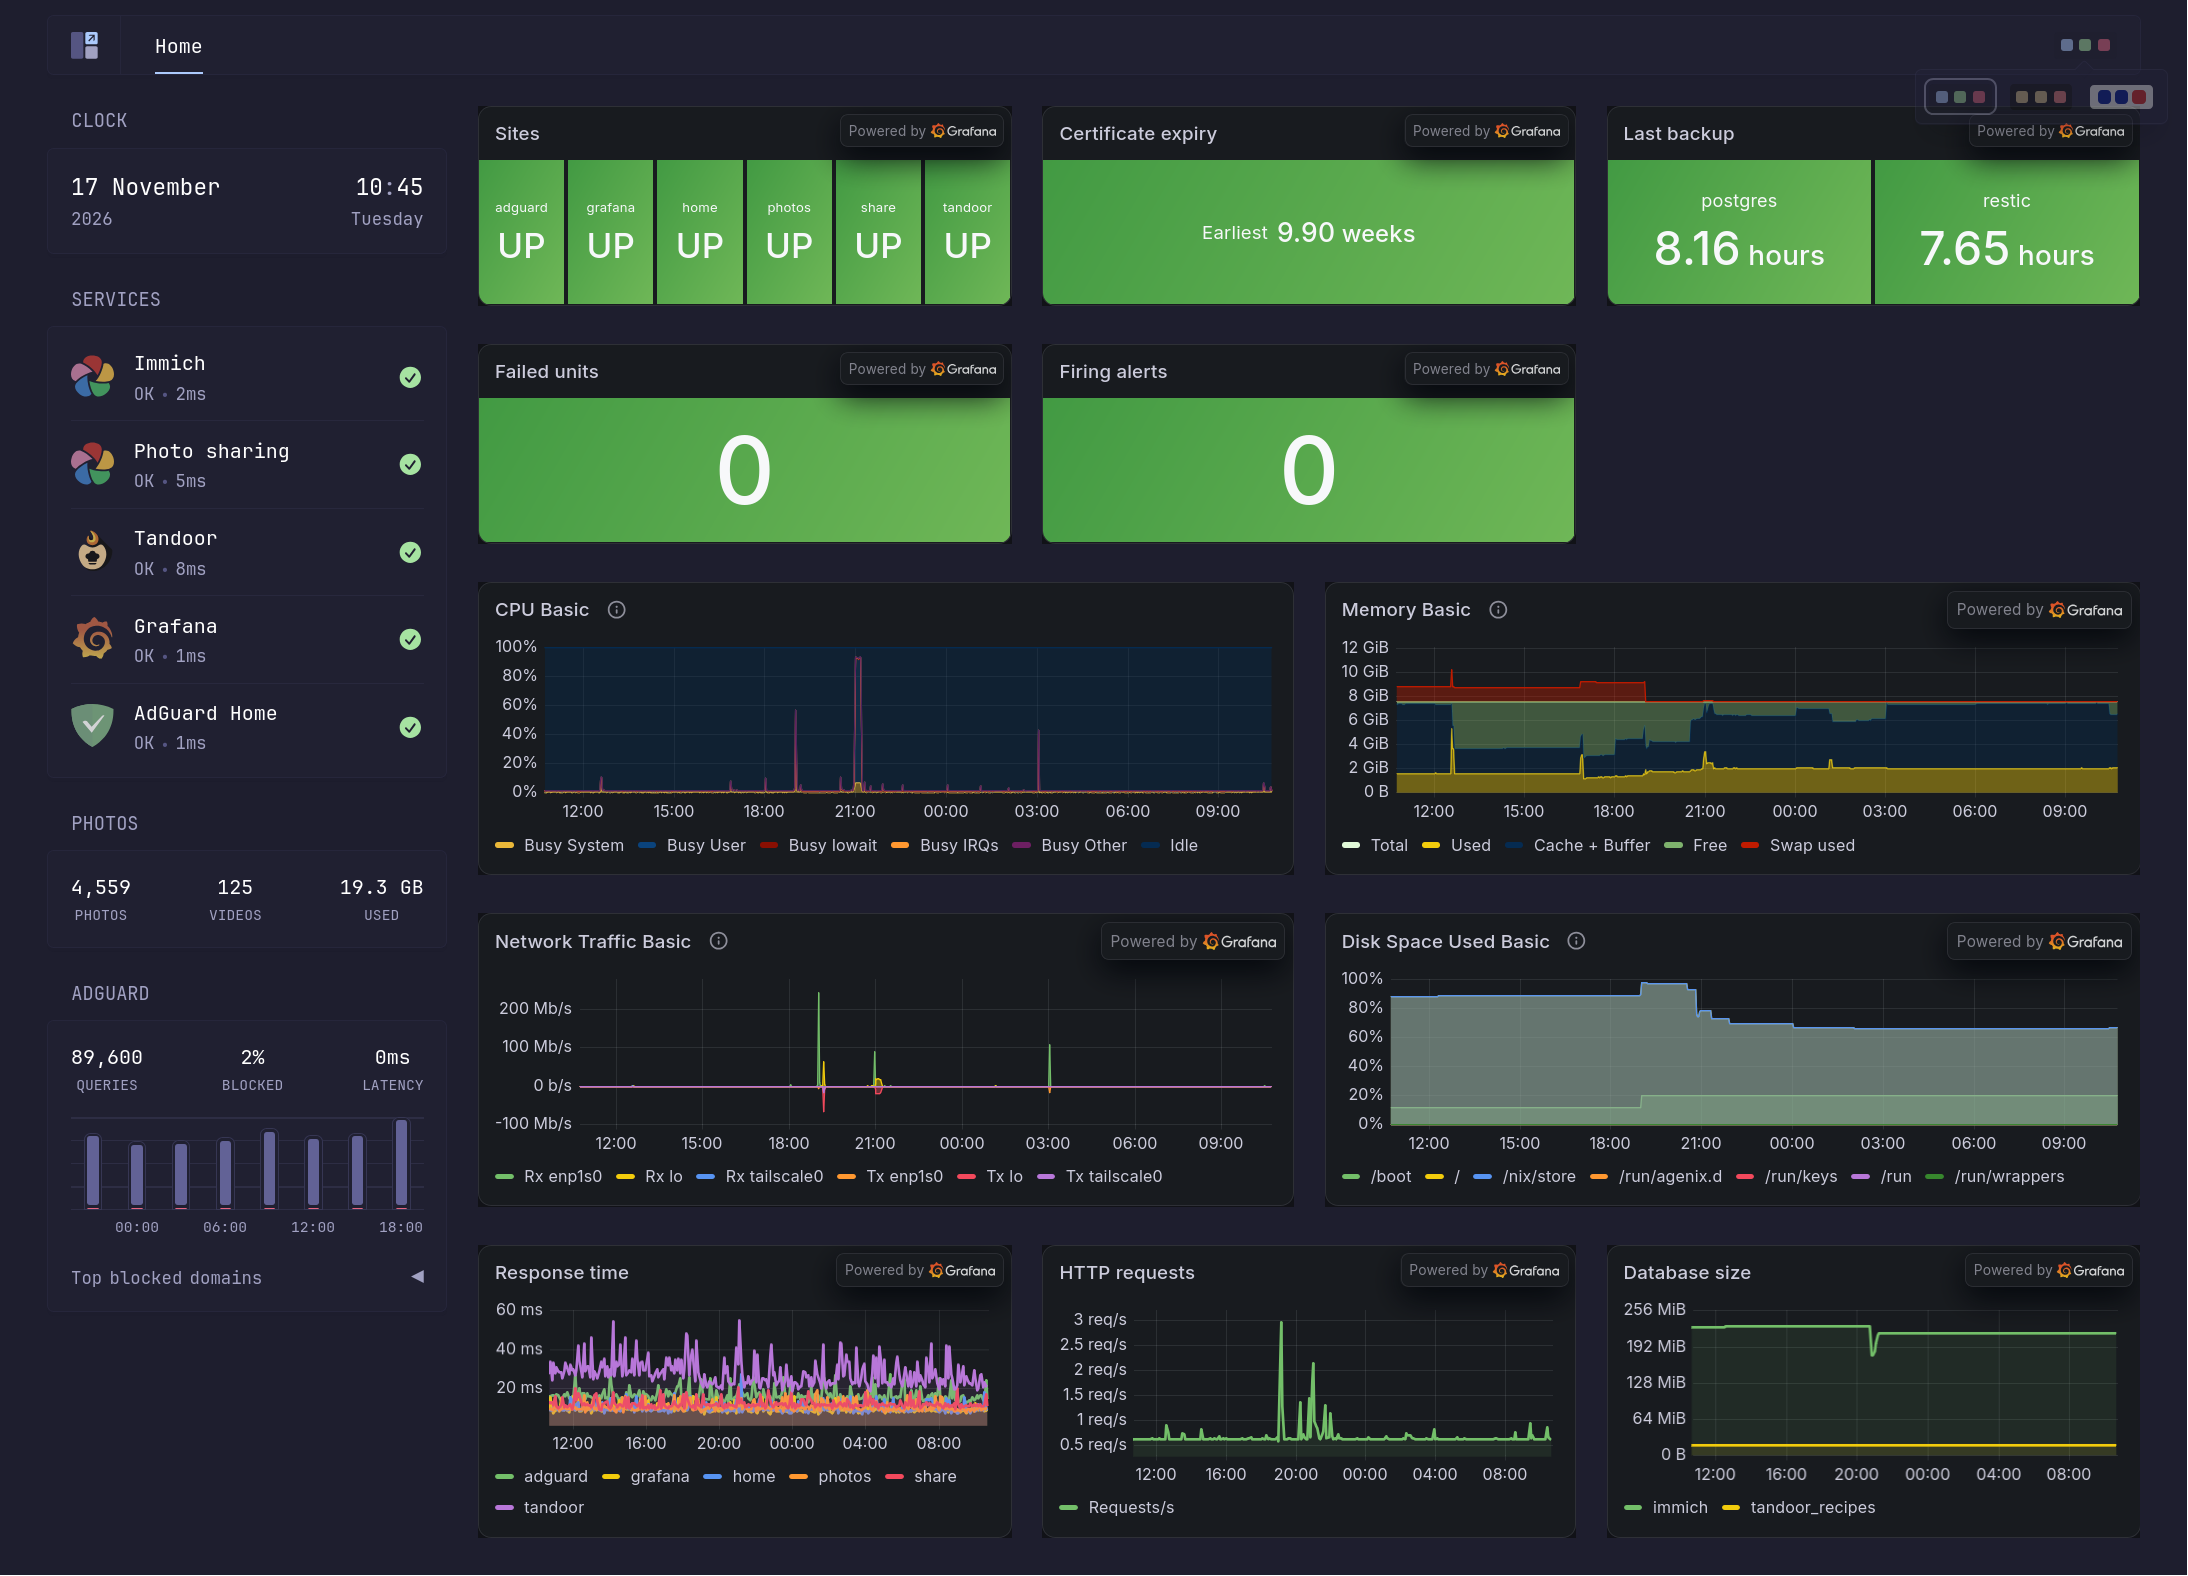 Home
CLOCK
17 November 10:45
2026 Tuesday
SERVICES
Immich
OK • 2ms
Photo sharing
OK • 5ms
Tandoor
OK • 8ms
Grafana
OK • 1ms
AdGuard Home
OK • 1ms
PHOTOS
4,559 125 19.3 GB
PHOTOS VIDEOS USED
ADGUARD
89,600 2% 0ms
QUERIES BLOCKED LATENCY
00:00 06:00 12:00 18:00
Top blocked domains
Sites Powered by Grafana
adguard grafana home photos share tandoor
UP UP UP UP UP UP
Certificate expiry Powered by Grafana
Earliest 9.90 weeks
Last backup Powered by Grafana
postgres restic
8.16 hours 7.65 hours
Failed units Powered by Grafana
0
Firing alerts Powered by Grafana
0
CPU Basic
100%
80%
60%
40%
20%
0%
12:00 15:00 18:00 21:00 00:00 03:00 06:00 09:00
Busy System Busy User Busy Iowait Busy IRQs Busy Other Idle
Memory Basic Powered by Grafana
12 GiB
10 GiB
8 GiB
6 GiB
4 GiB
2 GiB
0 B
12:00 15:00 18:00 21:00 00:00 03:00 06:00 09:00
Total Used Cache + Buffer Free Swap used
Network Traffic Basic Powered by Grafana
200 Mb/s
100 Mb/s
0 b/s
-100 Mb/s
12:00 15:00 18:00 21:00 00:00 03:00 06:00 09:00
Rx enp1s0 Rx lo Rx tailscale0 Tx enp1s0 Tx lo Tx tailscale0
Disk Space Used Basic Powered by Grafana
100%
80%
60%
40%
20%
0%
12:00 15:00 18:00 21:00 00:00 03:00 06:00 09:00
/boot / /nix/store /run/agenix.d /run/keys /run /run/wrappers
Response time Powered by Grafana
60 ms
40 ms
20 ms
12:00 16:00 20:00 00:00 04:00 08:00
adguard grafana home photos share
tandoor
HTTP requests Powered by Grafana
3 req/s
2.5 req/s
2 req/s
1.5 req/s
1 req/s
0.5 req/s
12:00 16:00 20:00 00:00 04:00 08:00
Requests/s
Database size Powered by Grafana
256 MiB
192 MiB
128 MiB
64 MiB
0 B
12:00 16:00 20:00 00:00 04:00 08:00
immich tandoor_recipes